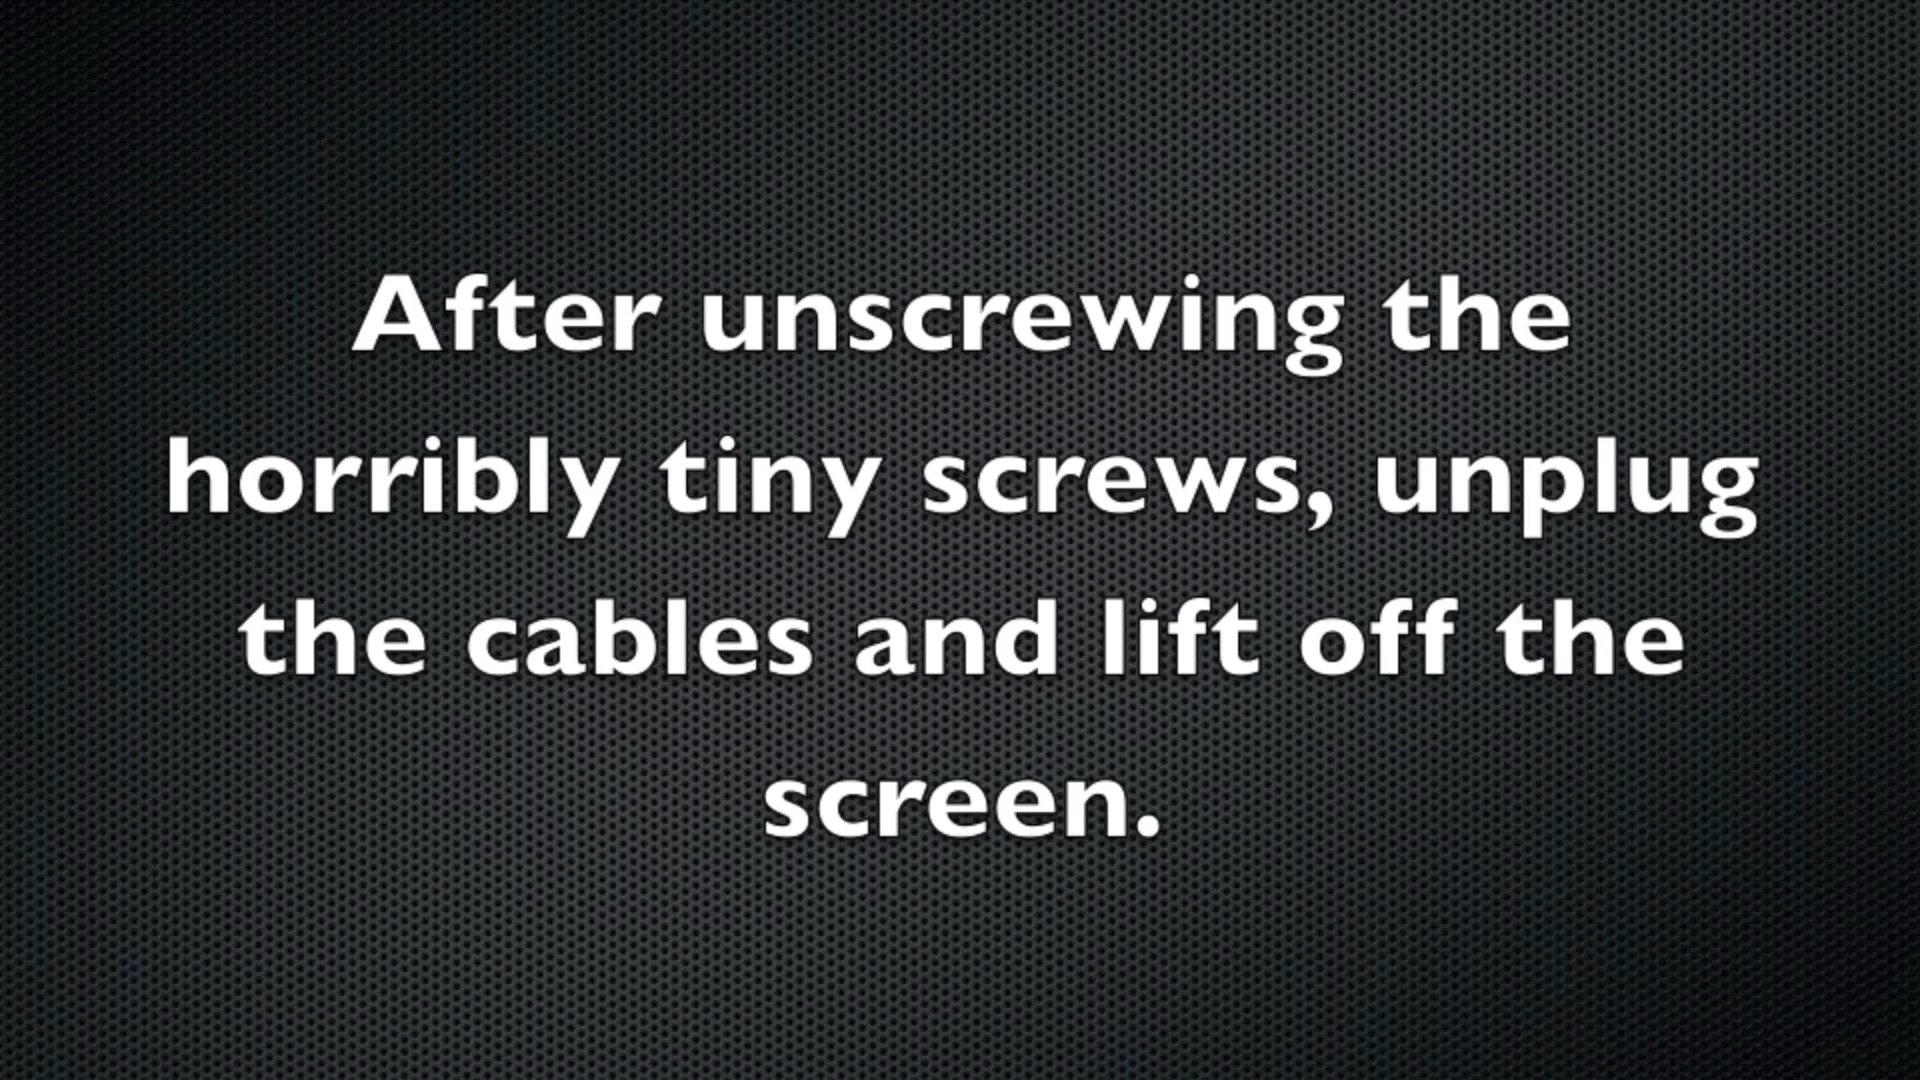 After unscrewing the
horribly tiny screws, unplug
the cables and lift off the
screen.